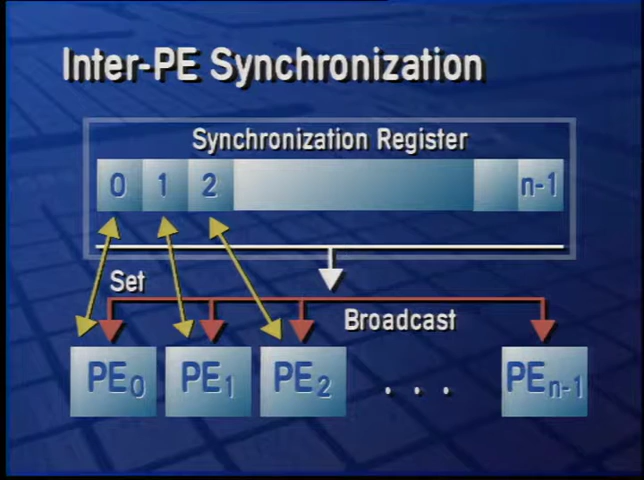 Inter-PE Synchronization
Synchronization Register
0 1 2 n-1
Set
Broadcast
PE0 PE1 PE2 . . . PEn-1